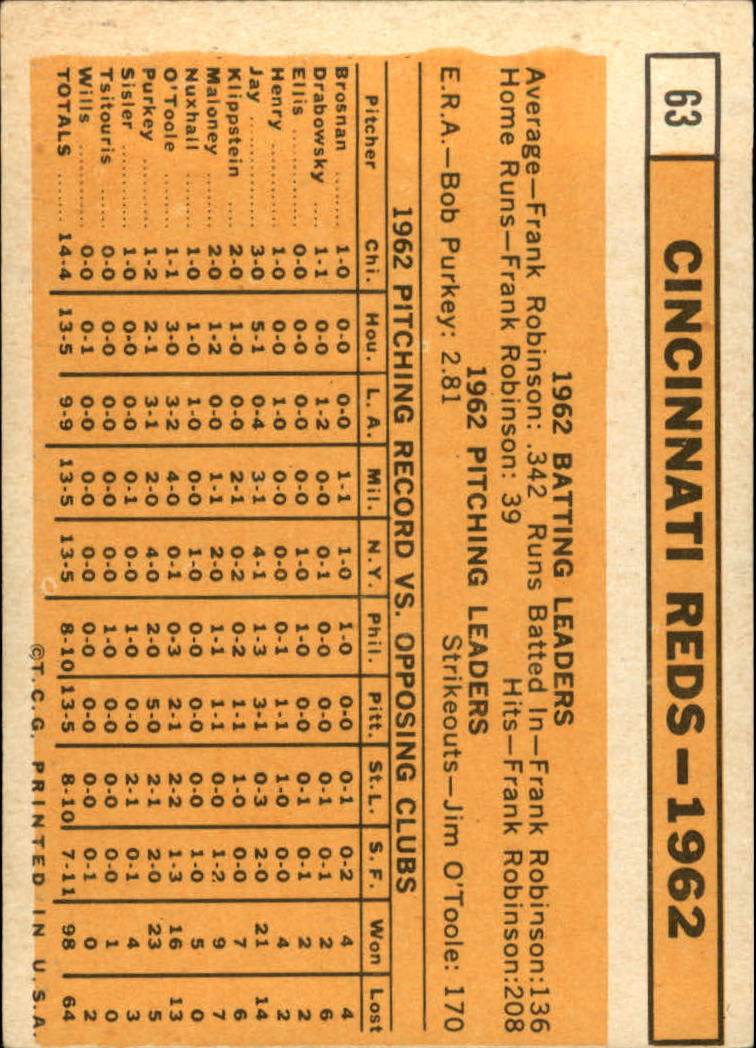 63 CINCINNATI REDS—1962
1962 BATTING LEADERS
Average—Frank Robinson: .342 Runs Batted In—Frank Robinson:136
Home Runs—Frank Robinson: 39 Hits—Frank Robinson:208
1962 PITCHING LEADERS
E.R.A.—Bob Purkey: 2.81 Strikeouts—Jim O'Toole: 170
1962 PITCHING RECORD VS. OPPOSING CLUBS
Pitcher Chi. Hou. L. A. Mil. N.Y. Phil. Pitt. St.L. S. F. Won Lost
Brosnan ........ 1-0 0-0 0-0 1-1 1-0 1-0 0-0 0-1 0-2 4 4
Drabowsky .... 1-1 0-0 1-2 0-0 0-1 0-0 0-0 0-1 0-1 2 6
Ellis ............... 0-0 0-0 0-0 0-0 1-0 1-0 0-0 0-1 0-1 2 2
Henry ............ 1-0 0-0 1-0 0-0 0-0 0-1 1-1 1-0 0-0 4 2
Jay ................. 3-0 5-1 0-4 3-1 4-1 1-3 3-1 0-3 2-0 21 14
Klippstein ..... 2-0 1-0 0-0 2-1 0-2 0-2 1-1 1-0 0-0 7 6
Maloney ........ 2-0 1-2 0-0 1-1 2-0 1-1 1-1 0-0 1-2 9 7
Nuxhall .......... 1-0 1-0 1-0 0-0 1-0 0-0 0-0 0-0 1-0 5 0
O'Toole ......... 1-1 3-0 3-2 4-0 0-1 0-3 2-1 2-2 1-3 16 13
Purkey ........... 1-2 2-1 3-1 2-0 4-0 2-0 5-0 2-1 2-0 23 5
Sisler ............. 1-0 0-0 0-0 0-1 0-0 1-0 0-0 2-1 0-1 4 3
Tsitouris ....... 0-0 0-0 0-0 0-0 0-0 1-0 0-0 0-0 0-0 1 0
Wills .............. 0-0 0-1 0-0 0-0 0-0 0-0 0-0 0-0 0-1 0 2
TOTALS ....... 14-4 13-5 9-9 13-5 13-5 8-10 13-5 8-10 7-11 98 64
©T.C.G. PRINTED IN U.S.A.